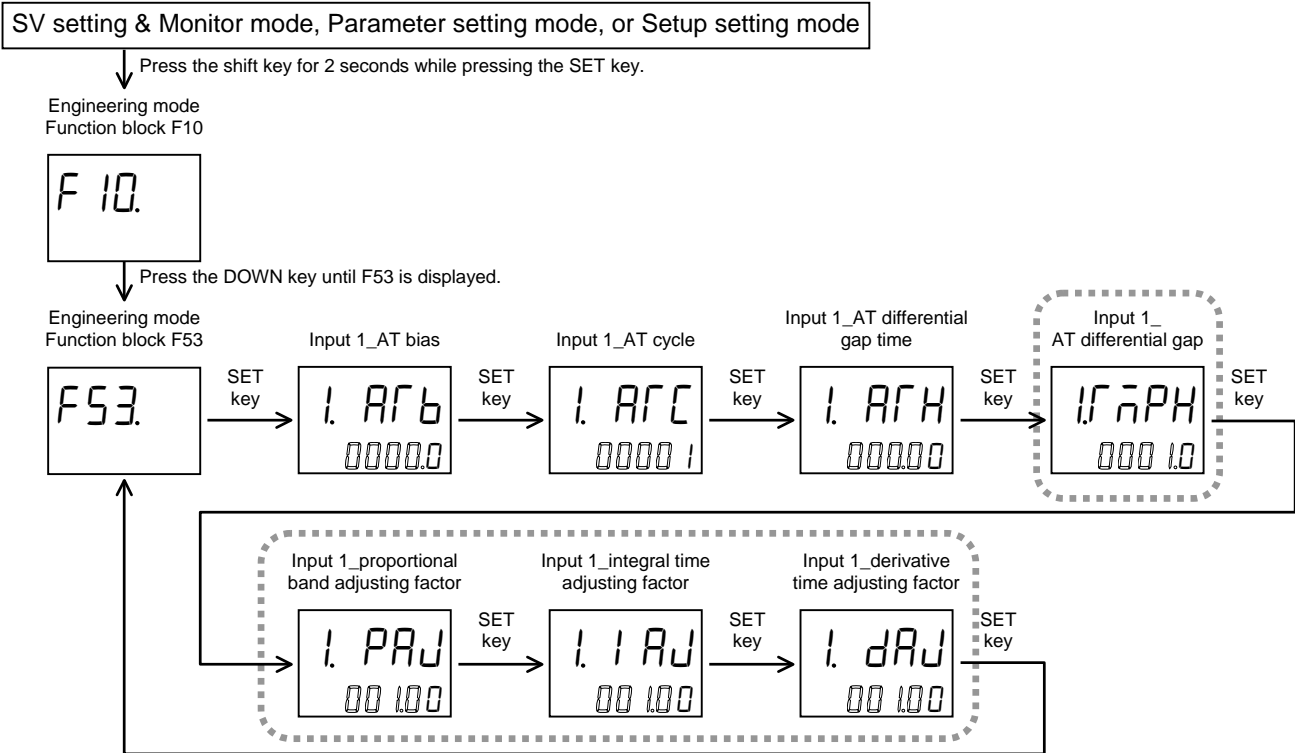 SV setting & Monitor mode, Parameter setting mode, or Setup setting mode
Press the shift key for 2 seconds while pressing the SET key.
Engineering mode
Function block F10
F 10.
Press the DOWN key until F53 is displayed.
Engineering mode
Function block F53
F53.
SET
key
Input 1_AT bias
1. ATb
0000.0
SET
key
Input 1_AT cycle
1. ATC
00001
SET
key
Input 1_AT differential
gap time
1. ATH
000.00
SET
key
Input 1_
AT differential gap
1.TMPH
0001.0
SET
key
Input 1_proportional
band adjusting factor
1. PAJ
001.00
SET
key
Input 1_integral time
adjusting factor
1. IAJ
001.00
SET
key
Input 1_derivative
time adjusting factor
1. dAJ
001.00
SET
key